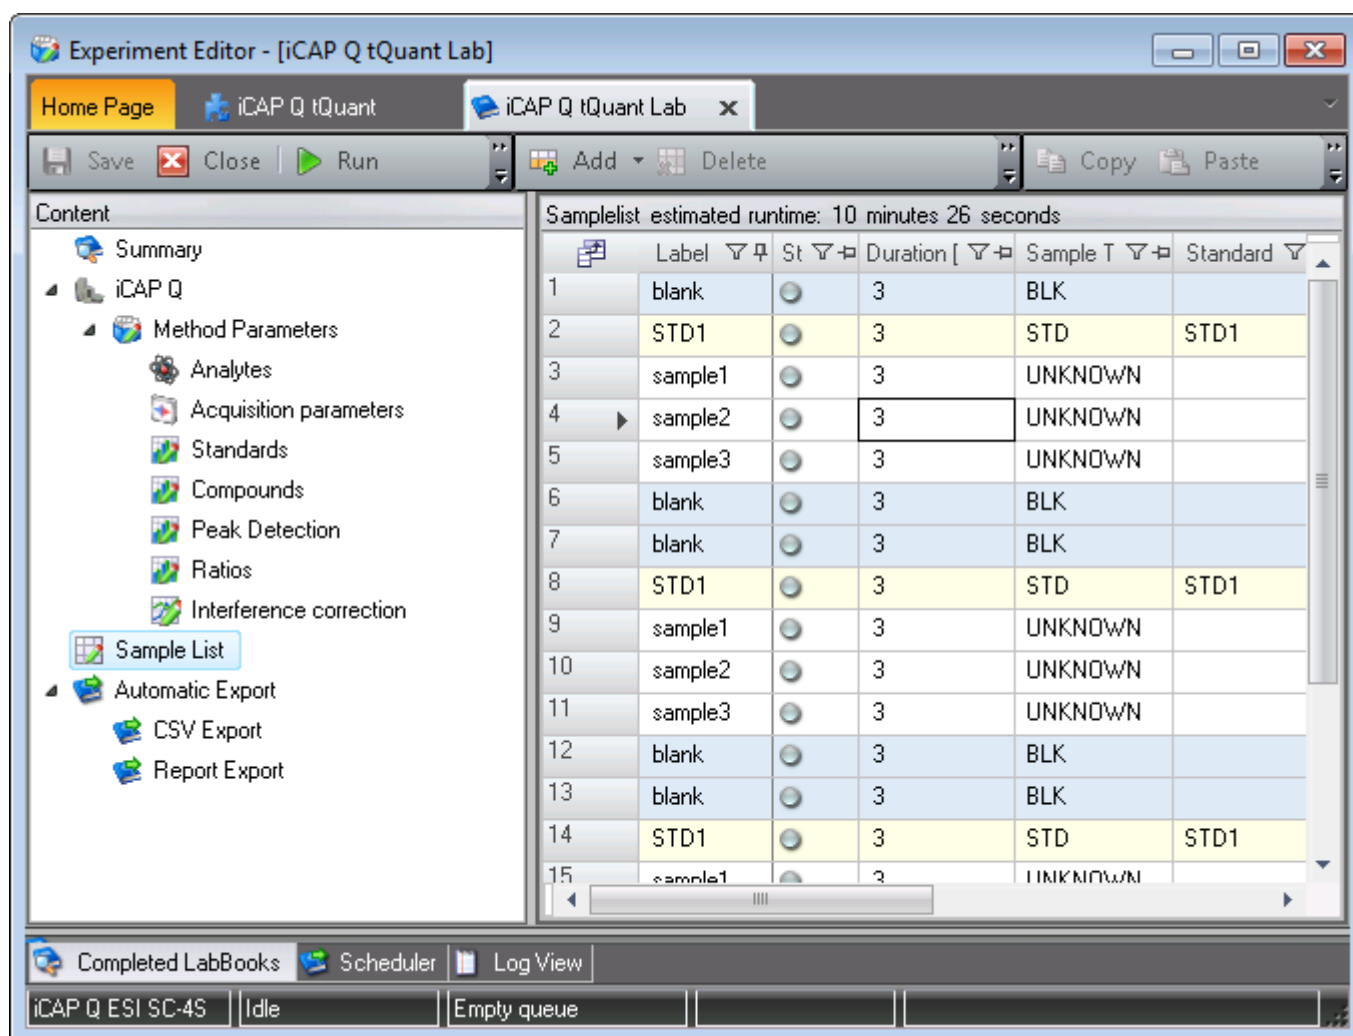 Experiment Editor - [iCAP Q tQuant Lab]
Home Page iCAP Q tQuant iCAP Q tQuant Lab
Save Close Run Add Delete Copy Paste
Content
Summary
iCAP Q
Method Parameters
Analytes
Acquisition parameters
Standards
Compounds
Peak Detection
Ratios
Interference correction
Sample List
Automatic Export
CSV Export
Report Export
Samplelist estimated runtime: 10 minutes 26 seconds
Label St Duration [ Sample T Standard
1 blank 3 BLK
2 STD1 3 STD STD1
3 sample1 3 UNKNOWN
4 sample2 3 UNKNOWN
5 sample3 3 UNKNOWN
6 blank 3 BLK
7 blank 3 BLK
8 STD1 3 STD STD1
9 sample1 3 UNKNOWN
10 sample2 3 UNKNOWN
11 sample3 3 UNKNOWN
12 blank 3 BLK
13 blank 3 BLK
14 STD1 3 STD STD1
15 sample1 3 UNKNOWN
Completed LabBooks Scheduler Log View
iCAP Q ESI SC-4S Idle Empty queue